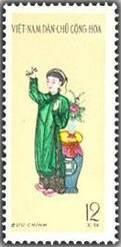 VIỆT-NAM DÂN-CHỦ CỘNG-HÒA
12
BƯU CHÍNH
XU